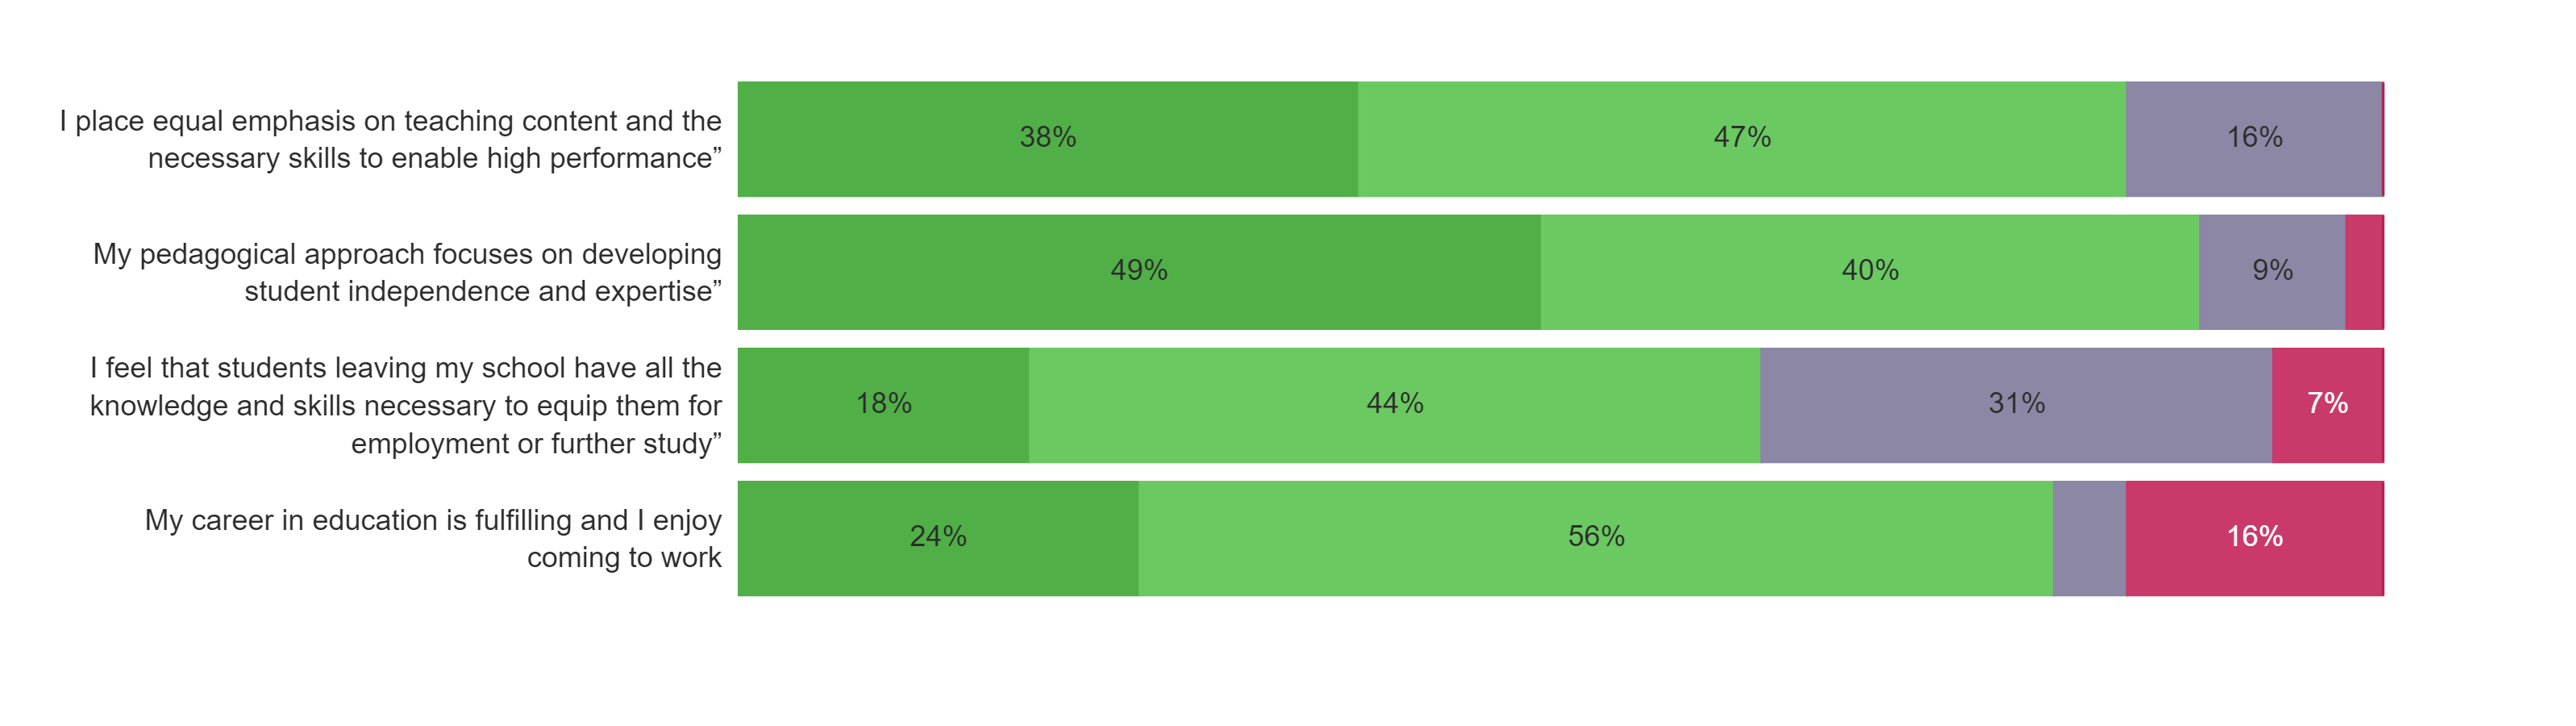 I place equal emphasis on teaching content and the
necessary skills to enable high performance”
38%
47%
16%
My pedagogical approach focuses on developing
student independence and expertise”
49%
40%
9%
I feel that students leaving my school have all the
knowledge and skills necessary to equip them for
employment or further study”
18%
44%
31%
7%
My career in education is fulfilling and I enjoy
coming to work
24%
56%
16%